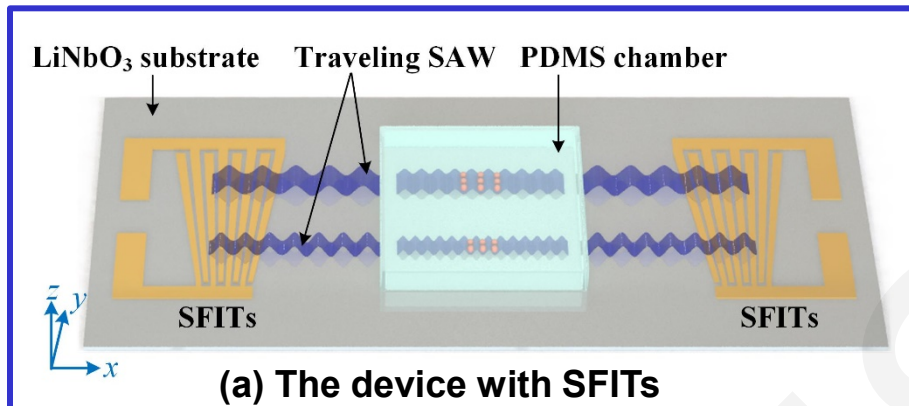 LiNbO₃ substrate Traveling SAW PDMS chamber
SFITs SFITs
z y
x
(a) The device with SFITs